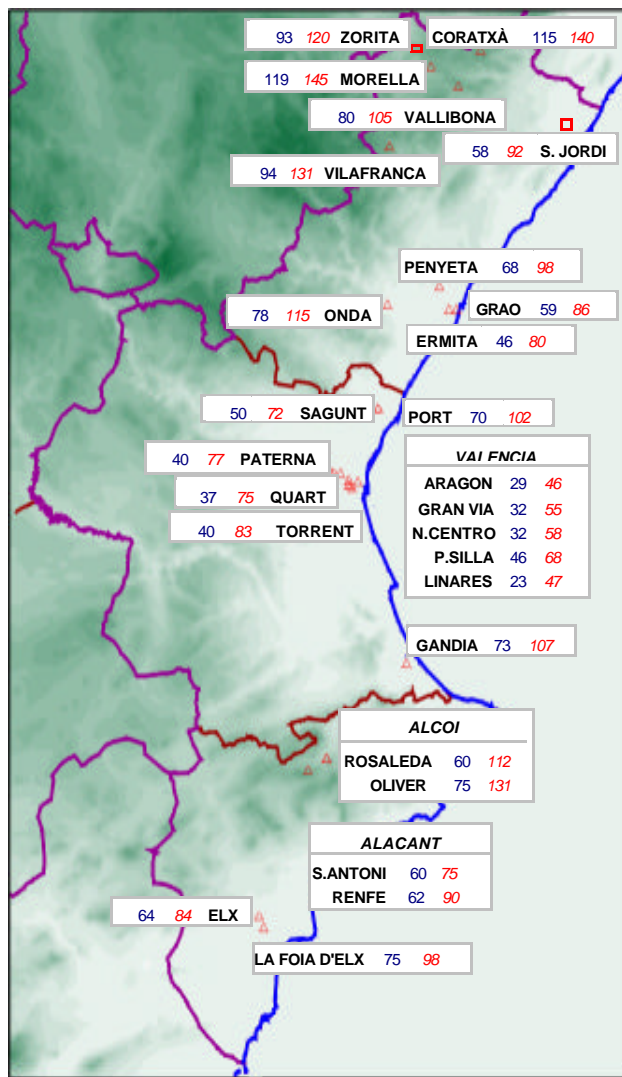 93 120 ZORITA
CORATXÀ 115 140
119 145 MORELLA
80 105 VALLIBONA
58 92 S. JORDI
94 131 VILAFRANCA
PENYETA 68 98
78 115 ONDA
GRAO 59 86
ERMITA 46 80
50 72 SAGUNT
PORT 70 102
40 77 PATERNA
37 75 QUART
40 83 TORRENT
VALENCIA
ARAGON 29 46
GRAN VIA 32 55
N.CENTRO 32 58
P.SILLA 46 68
LINARES 23 47
GANDIA 73 107
ALCOI
ROSALEDA 60 112
OLIVER 75 131
ALACANT
S.ANTONI 60 75
RENFE 62 90
64 84 ELX
LA FOIA D'ELX 75 98